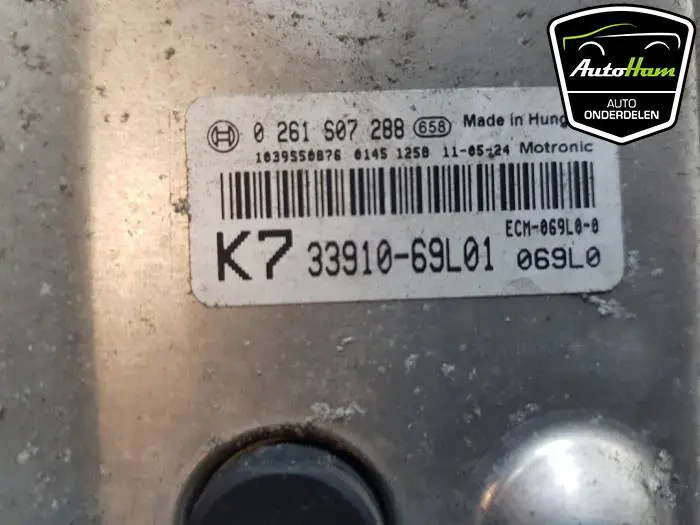 AutoHam
AUTO
ONDERDELEN
0 261 S07 288 658 Made in Hung
1039S50876 0145 1258 11-05-24 Motronic
ECM-069L0-0
K7 33910-69L01 069L0